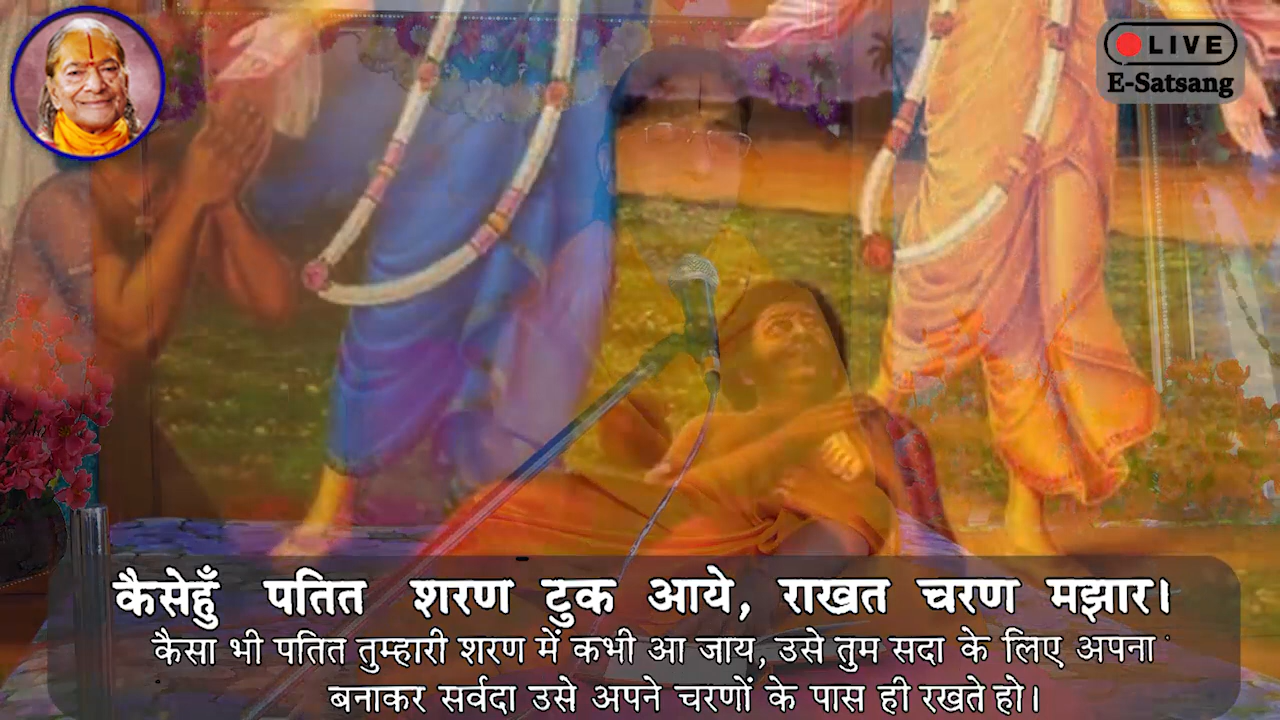 LIVE
E-Satsang
कैसेहुँ पतित शरण टुक आये, राखत चरण मझार।
कैसा भी पतित तुम्हारी शरण में कभी आ जाय, उसे तुम सदा के लिए अपना
बनाकर सर्वदा उसे अपने चरणों के पास ही रखते हो।